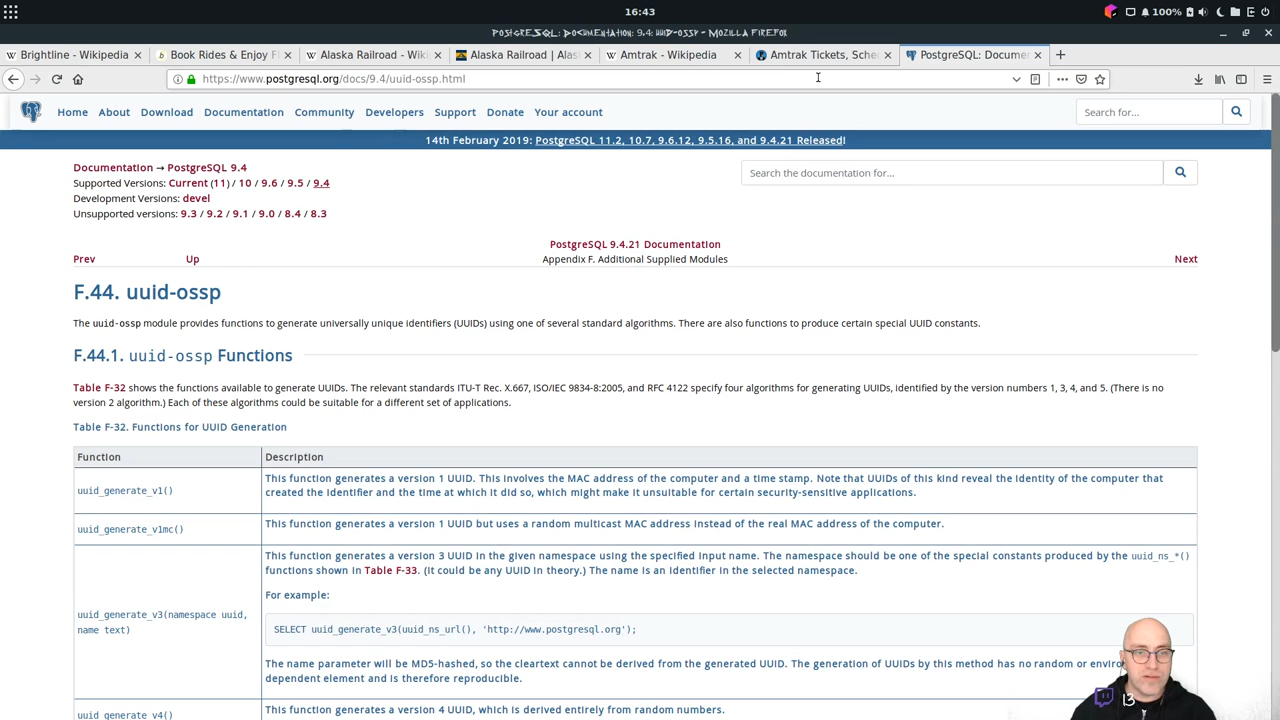 16:43
100%
PostgreSQL: Documentation: 9.4: uuid-ossp - Mozilla Firefox
Brightline - Wikipedia
Book Rides & Enjoy F
Alaska Railroad - Wiki
Alaska Railroad | Alas
Amtrak - Wikipedia
Amtrak Tickets, Sche
PostgreSQL: Docume
https://www.postgresql.org/docs/9.4/uuid-ossp.html
Home About Download Documentation Community Developers Support Donate Your account
Search for...
14th February 2019: PostgreSQL 11.2, 10.7, 9.6.12, 9.5.16, and 9.4.21 Released!
Documentation → PostgreSQL 9.4
Supported Versions: Current (11) / 10 / 9.6 / 9.5 / 9.4
Development Versions: devel
Unsupported versions: 9.3 / 9.2 / 9.1 / 9.0 / 8.4 / 8.3
Search the documentation for...
PostgreSQL 9.4.21 Documentation
Prev Up Appendix F. Additional Supplied Modules Next
F.44. uuid-ossp
The uuid-ossp module provides functions to generate universally unique identifiers (UUIDs) using one of several standard algorithms. There are also functions to produce certain special UUID constants.
F.44.1. uuid-ossp Functions
Table F-32 shows the functions available to generate UUIDs. The relevant standards ITU-T Rec. X.667, ISO/IEC 9834-8:2005, and RFC 4122 specify four algorithms for generating UUIDs, identified by the version numbers 1, 3, 4, and 5. (There is no
version 2 algorithm.) Each of these algorithms could be suitable for a different set of applications.
Table F-32. Functions for UUID Generation
Function Description
uuid_generate_v1()
This function generates a version 1 UUID. This involves the MAC address of the computer and a time stamp. Note that UUIDs of this kind reveal the identity of the computer that
created the identifier and the time at which it did so, which might make it unsuitable for certain security-sensitive applications.
uuid_generate_v1mc()
This function generates a version 1 UUID but uses a random multicast MAC address instead of the real MAC address of the computer.
uuid_generate_v3(namespace uuid,
name text)
This function generates a version 3 UUID in the given namespace using the specified input name. The namespace should be one of the special constants produced by the uuid_ns_*()
functions shown in Table F-33. (It could be any UUID in theory.) The name is an identifier in the selected namespace.
For example:
SELECT uuid_generate_v3(uuid_ns_url(), 'http://www.postgresql.org');
The name parameter will be MD5-hashed, so the cleartext cannot be derived from the generated UUID. The generation of UUIDs by this method has no random or enviro
dependent element and is therefore reproducible.
uuid_generate_v4()
This function generates a version 4 UUID, which is derived entirely from random numbers.
13